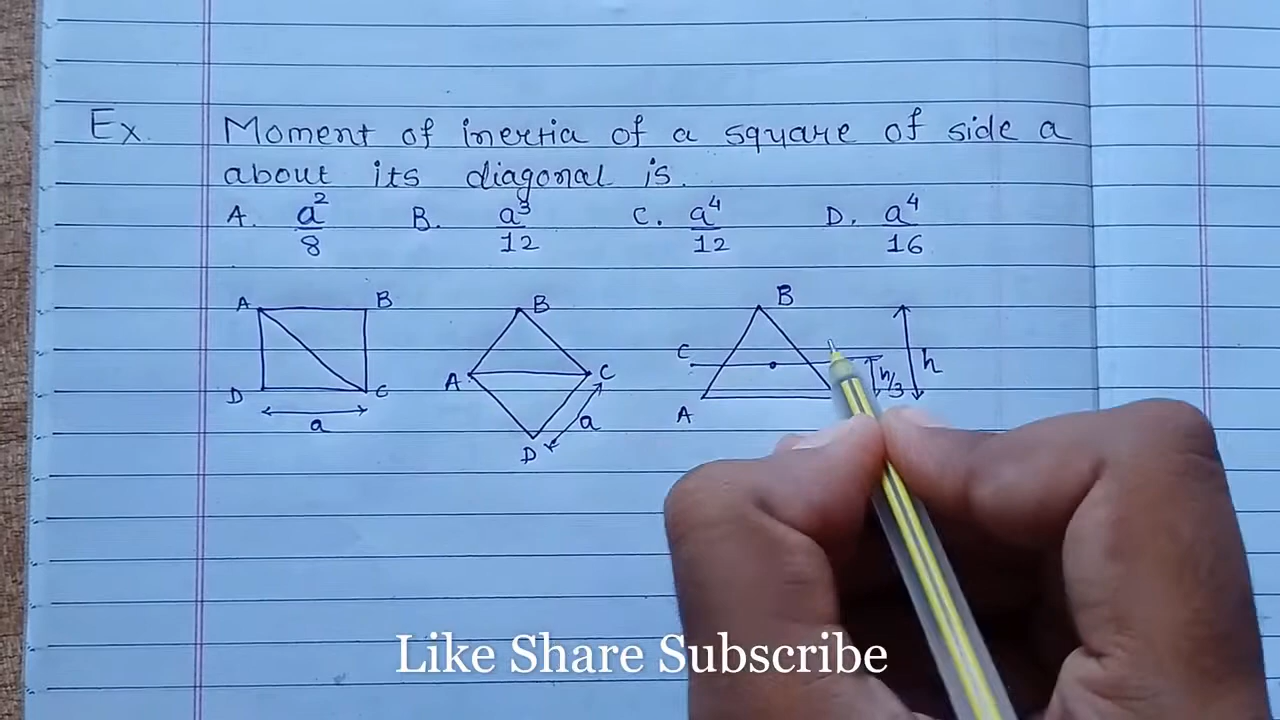 Ex. Moment of inertia of a square of side a
about its diagonal is.
A. a²/8 B. a³/12 C. a⁴/12 D. a⁴/16
A B
D C
a
B
A C
a
D
B
C
h/3 h
A
Like Share Subscribe